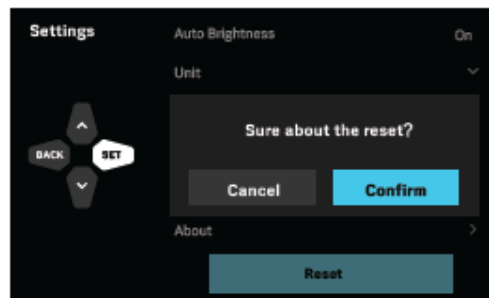 Settings
Auto Brightness On
Unit
BACK SET
Sure about the reset?
Cancel Confirm
About
Reset